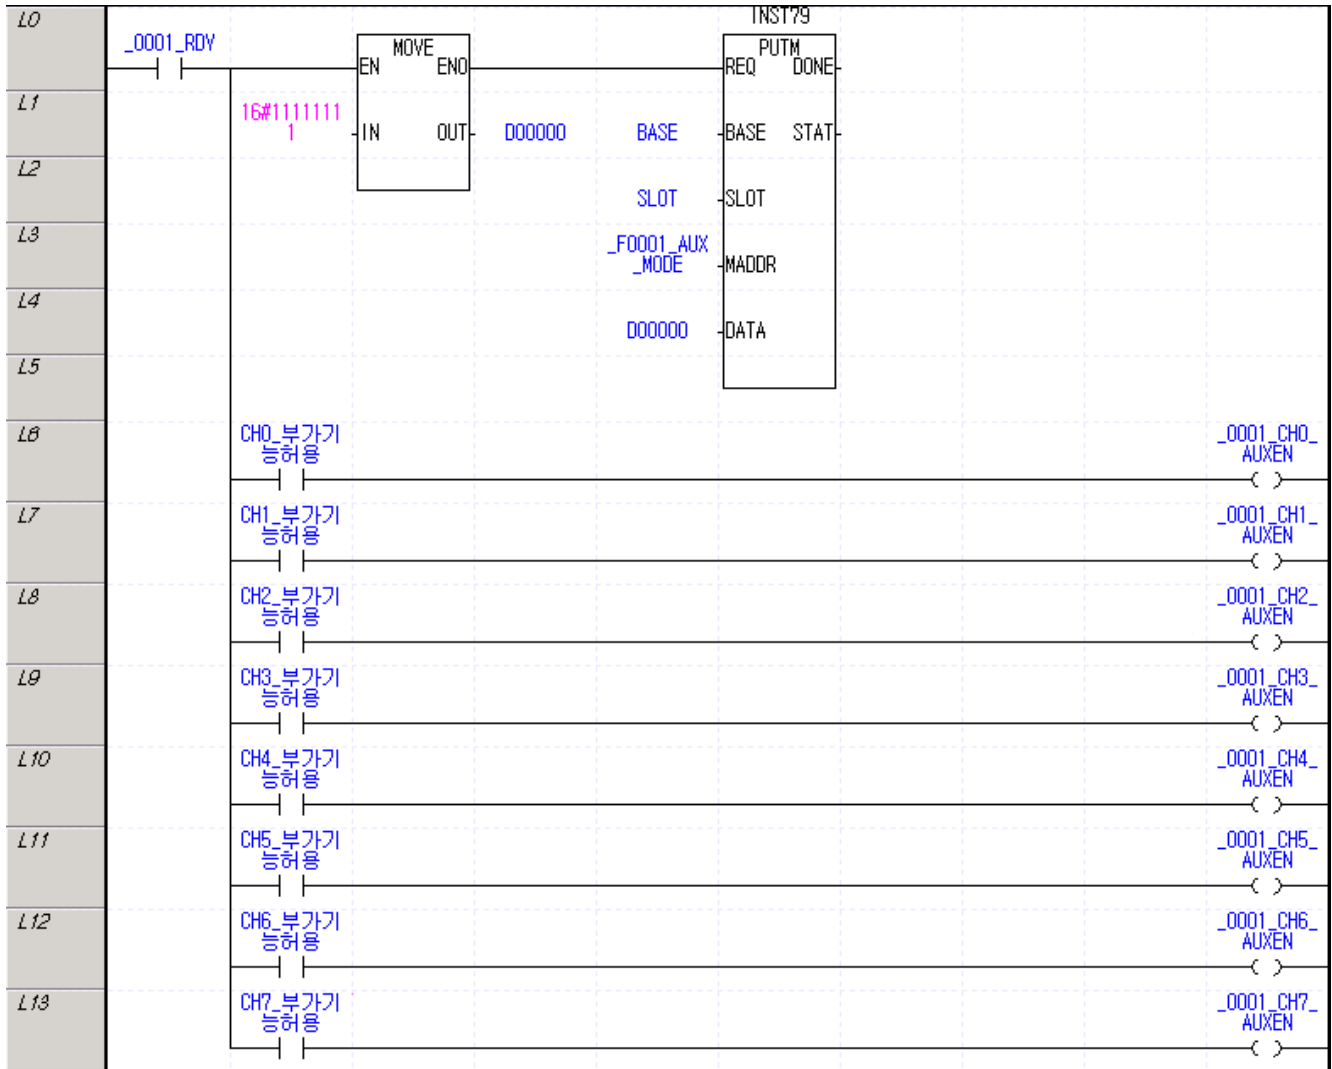 L0
INST79
_0001_RDY
MOVE
PUTM
EN
ENO
REQ
DONE
L1
16#1111111
1
IN
OUT
D00000
BASE
BASE
STAT
L2
SLOT
SLOT
L3
_F0001_AUX
_MODE
MADDR
L4
D00000
DATA
L5
L6
CH0_부가기
능허용
_0001_CH0_
AUXEN
L7
CH1_부가기
능허용
_0001_CH1_
AUXEN
L8
CH2_부가기
능허용
_0001_CH2_
AUXEN
L9
CH3_부가기
능허용
_0001_CH3_
AUXEN
L10
CH4_부가기
능허용
_0001_CH4_
AUXEN
L11
CH5_부가기
능허용
_0001_CH5_
AUXEN
L12
CH6_부가기
능허용
_0001_CH6_
AUXEN
L13
CH7_부가기
능허용
_0001_CH7_
AUXEN